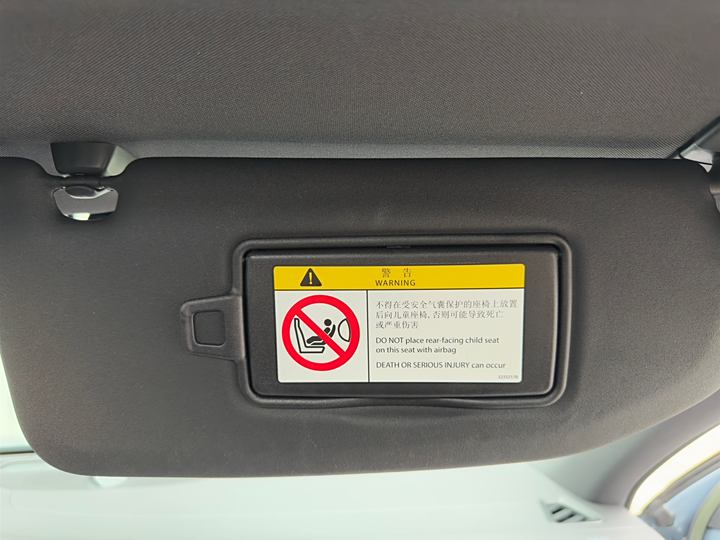 警 告
WARNING
不得在受安全气囊保护的座椅上放置
后向儿童座椅,否则可能导致死亡
或严重伤害
DO NOT place rear-facing child seat
on this seat with airbag
DEATH OR SERIOUS INJURY can occur